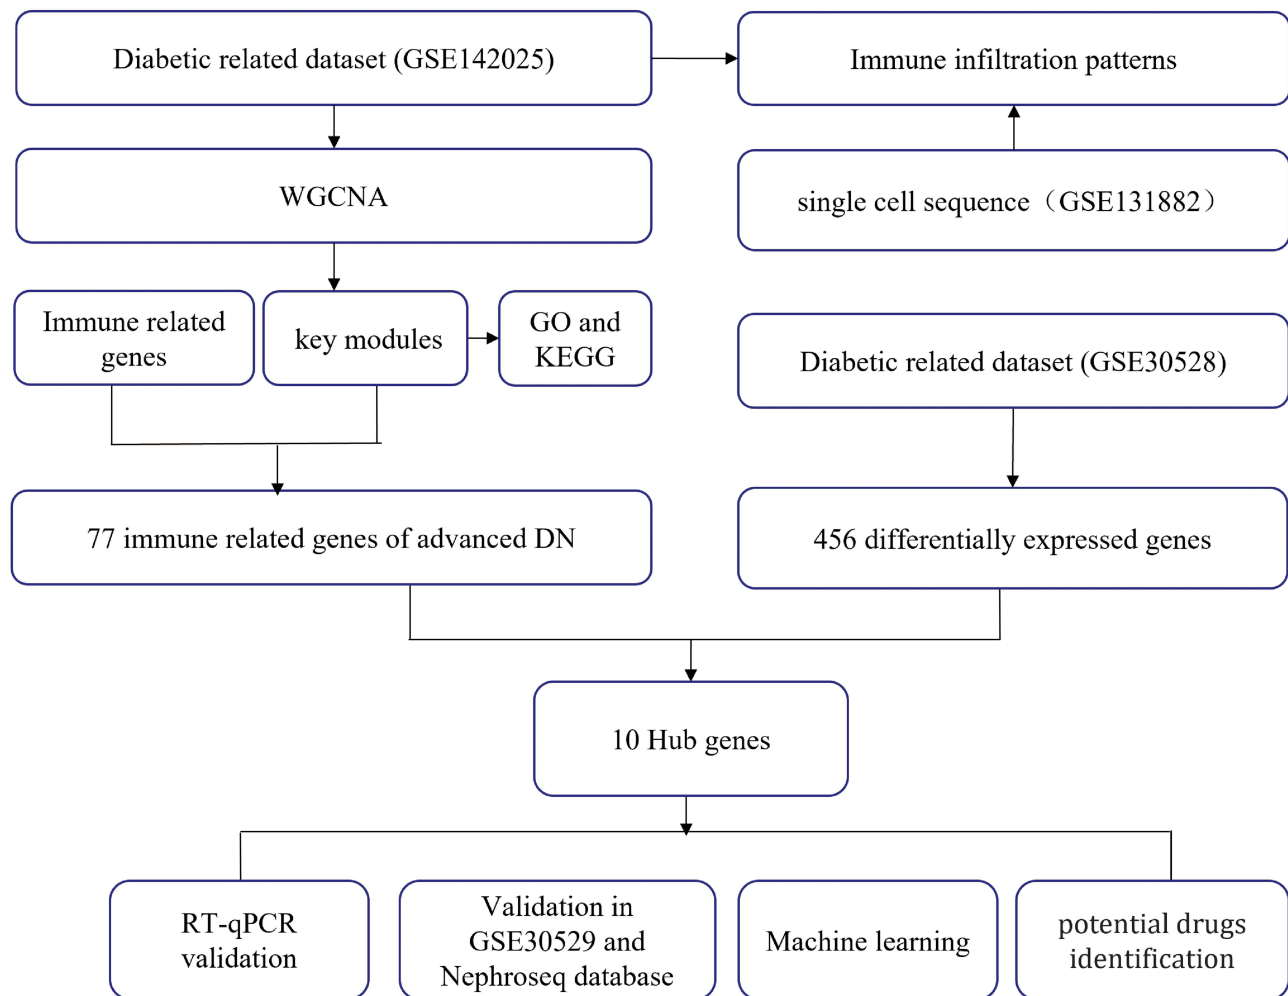 Diabetic related dataset (GSE142025)
Immune infiltration patterns
WGCNA
single cell sequence（GSE131882）
Immune related
genes
key modules
GO and
KEGG
Diabetic related dataset (GSE30528)
77 immune related genes of advanced DN
456 differentially expressed genes
10 Hub genes
RT-qPCR
validation
Validation in
GSE30529 and
Nephroseq database
Machine learning
potential drugs
identification